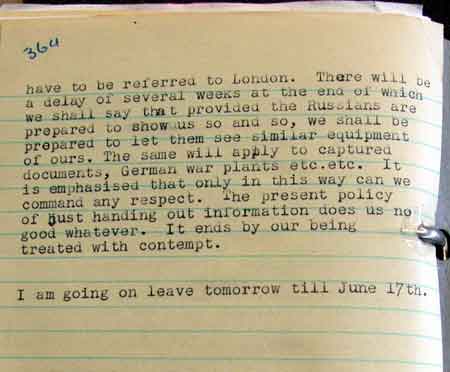 364
have to be referred to London. There will be
a delay of several weeks at the end of which
we shall say that provided the Russians are
prepared to show us so and so, we shall be
prepared to let them see similar equipment
of ours. The same will apply to captured
documents, German war plants etc.etc. It
is emphasised that only in this way can we
command any respect. The present policy
of just handing out information does us no
good whatever. It ends by our being
treated with contempt.
I am going on leave tomorrow till June 17th.